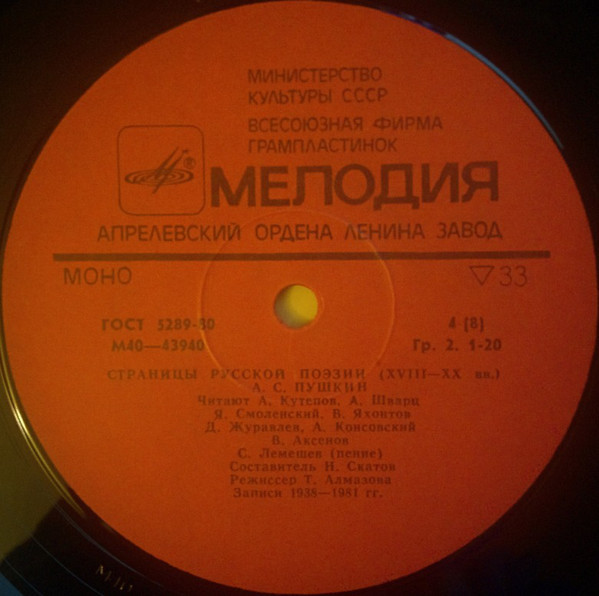 МИНИСТЕРСТВО
КУЛЬТУРЫ СССР
ВСЕСОЮЗНАЯ ФИРМА
ГРАМПЛАСТИНОК
МЕЛОДИЯ
АПРЕЛЕВСКИЙ ОРДЕНА ЛЕНИНА ЗАВОД
МОНО ▽33
ГОСТ 5289-80 4 (8)
М40—43940 Гр. 2. 1-20
СТРАНИЦЫ РУССКОЙ ПОЭЗИИ (XVIII—XX вв.)
А. С. ПУШКИН
Читают А. Кутепов, А. Шварц
Я. Смоленский, В. Яхонтов
Д. Журавлев, А. Консовский
В. Аксенов
С. Лемешев (пение)
Составитель Н. Скатов
Режиссер Т. Алмазова
Записи 1938—1981 гг.